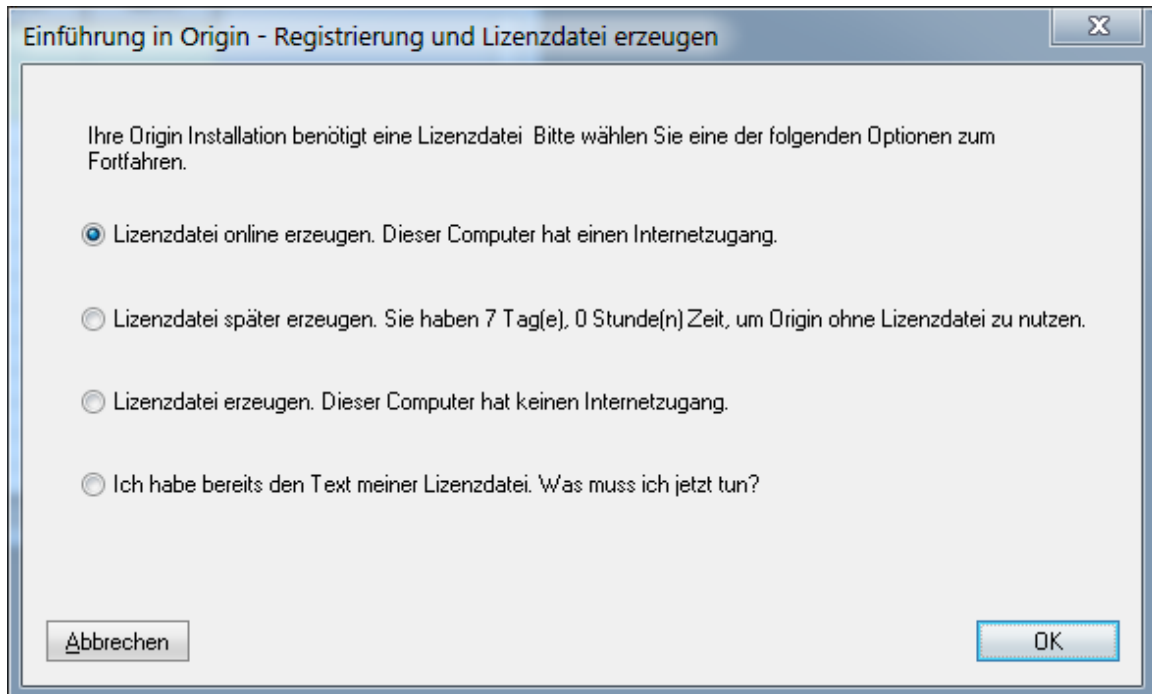 Einführung in Origin - Registrierung und Lizenzdatei erzeugen
Ihre Origin Installation benötigt eine Lizenzdatei  Bitte wählen Sie eine der folgenden Optionen zum
Fortfahren.
Lizenzdatei online erzeugen. Dieser Computer hat einen Internetzugang.
Lizenzdatei später erzeugen. Sie haben 7 Tag(e), 0 Stunde(n) Zeit, um Origin ohne Lizenzdatei zu nutzen.
Lizenzdatei erzeugen. Dieser Computer hat keinen Internetzugang.
Ich habe bereits den Text meiner Lizenzdatei. Was muss ich jetzt tun?
Abbrechen
OK